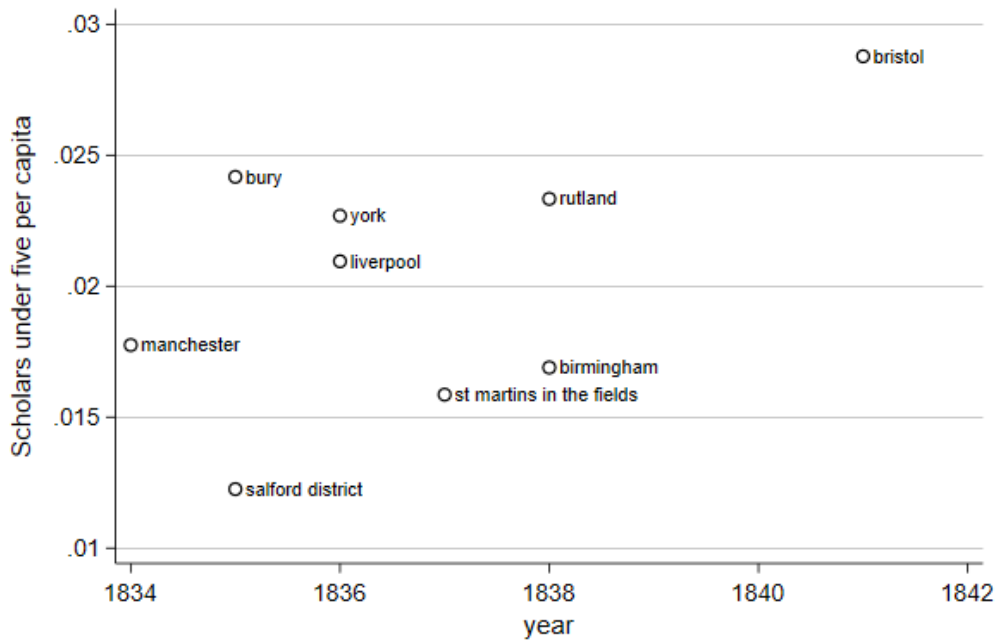 .03
bristol
.025
bury
rutland
york
liverpool
.02
manchester
birmingham
st martins in the fields
.015
salford district
.01
Scholars under five per capita
1834
1836
1838
1840
1842
year